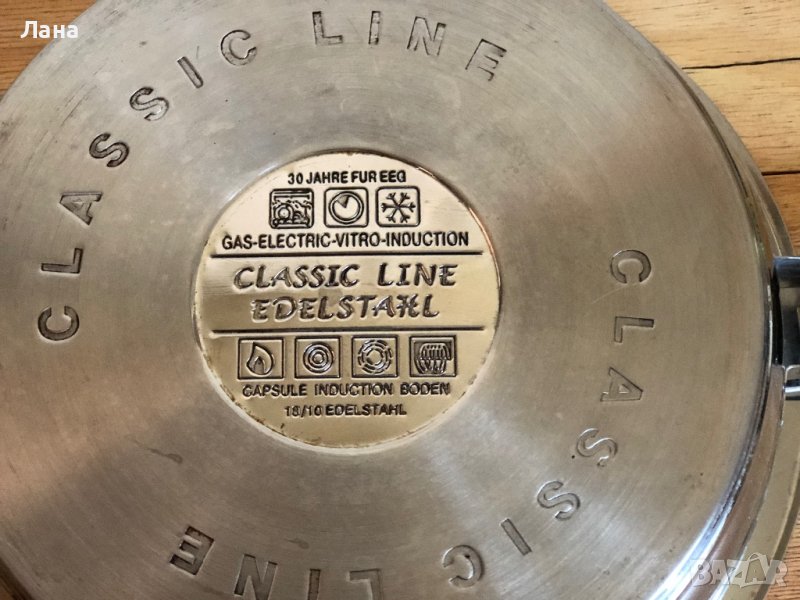 Лана
CLASSIC LINE
30 JAHRE FUR EEG
GAS-ELECTRIC-VITRO-INDUCTION
CLASSIC LINE
EDELSTAHL
CAPSULE INDUCTION BODEN
18/10 EDELSTAHL
CLASSIC
LINE
BAZAR